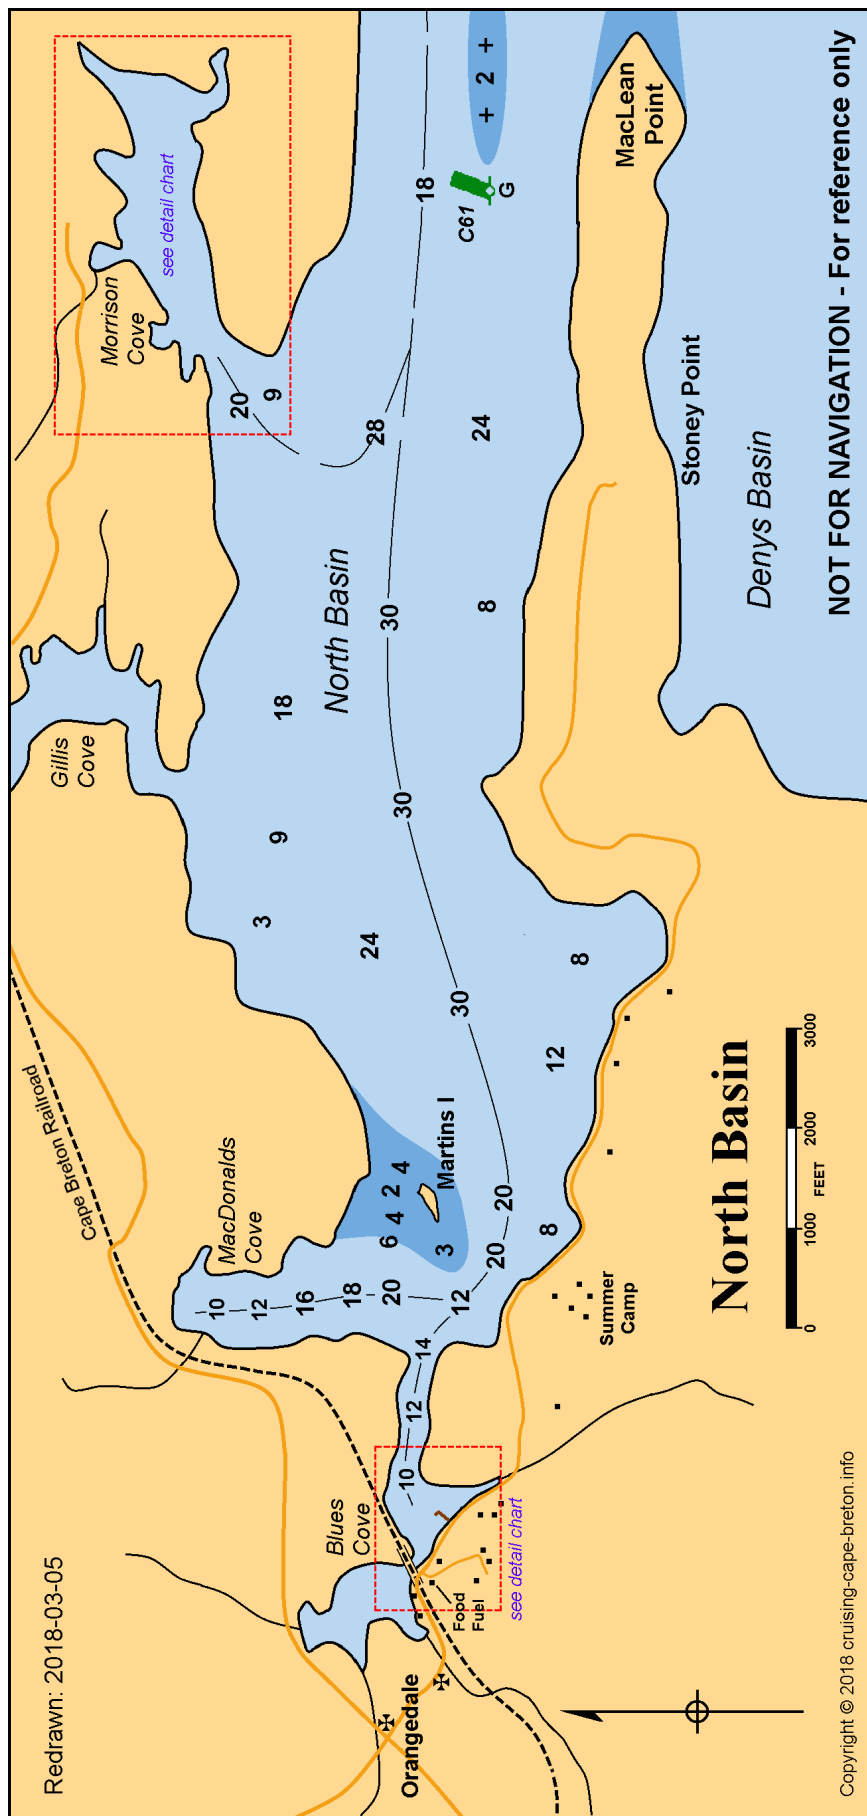 Redrawn: 2018-03-05
Cape Breton Railroad
MacDonalds
Cove
Gillis
Cove
Morrison
Cove
see detail chart
Blues
Cove
Orangedale
Food
Fuel
see detail chart
10
12
14
10
12
16
18
20
12
20
20
6
4
2
4
3
Martins I
8
12
8
3
9
24
30
30
18
North Basin
30
8
28
24
20
9
18
C61
G
+ 2 +
MacLean
Point
Stoney Point
Denys Basin
Summer
Camp
North Basin
0
1000
2000
3000
FEET
Copyright © 2018 cruising-cape-breton.info
NOT FOR NAVIGATION - For reference only